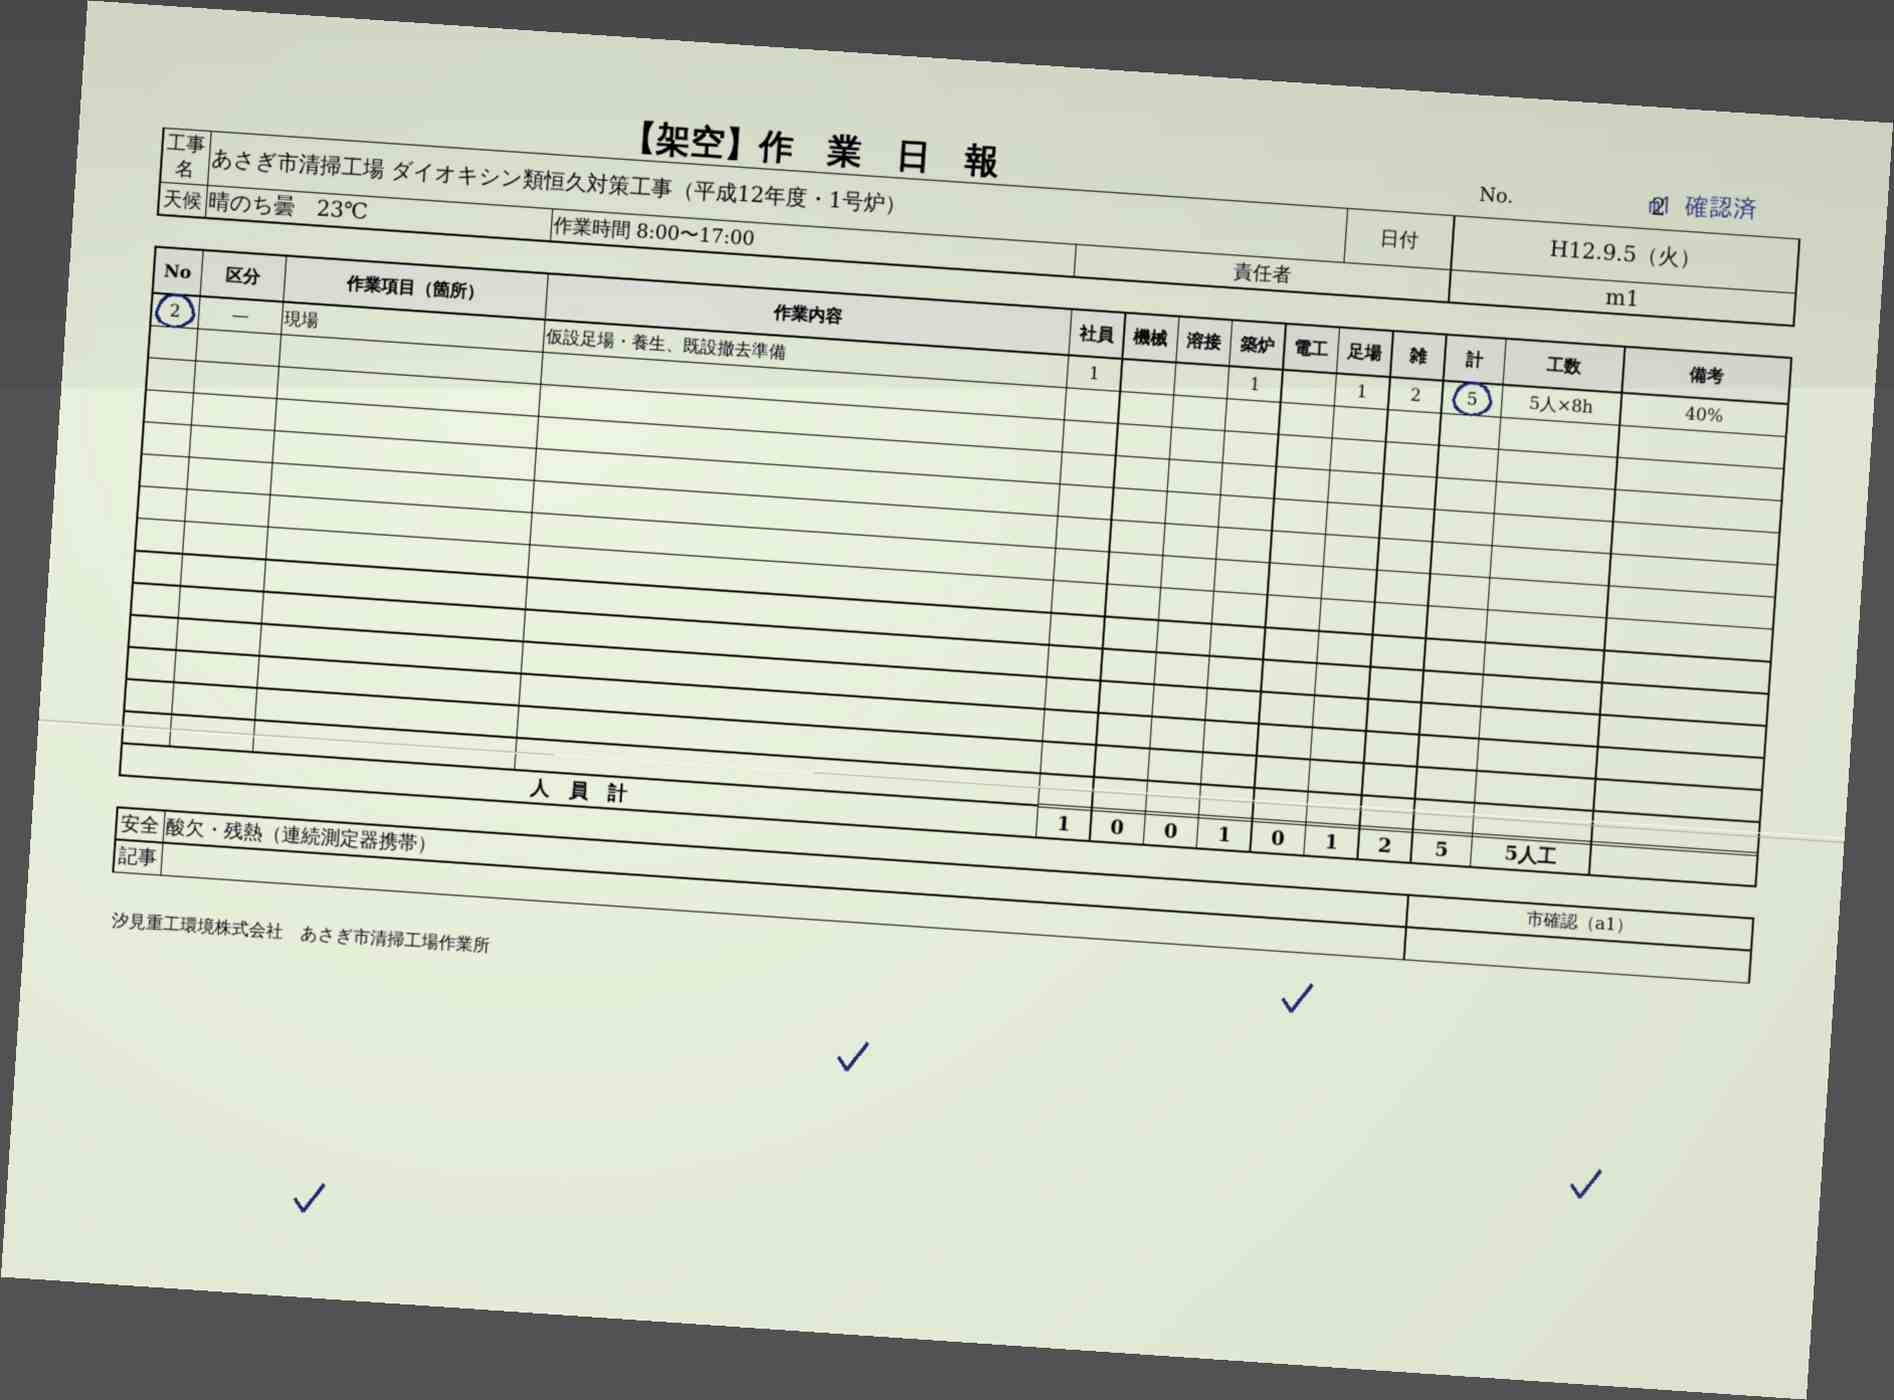 【架空】作 業 日 報
No. 2
m1 確認済
工事名 あさぎ市清掃工場 ダイオキシン類恒久対策工事（平成12年度・1号炉） 日付 H12.9.5（火）
天候 晴のち曇 23℃ 作業時間 8:00〜17:00 責任者 m1
No 区分 作業項目（箇所） 作業内容 社員 機械 溶接 築炉 電工 足場 雑 計 工数 備考
2 — 現場 仮設足場・養生、既設撤去準備 1 1 1 2 5 5人×8h 40%
人 員 計 1 0 0 1 0 1 2 5 5人工
安全 酸欠・残熱（連続測定器携帯） 市確認（a1）
記事
汐見重工環境株式会社 あさぎ市清掃工場作業所